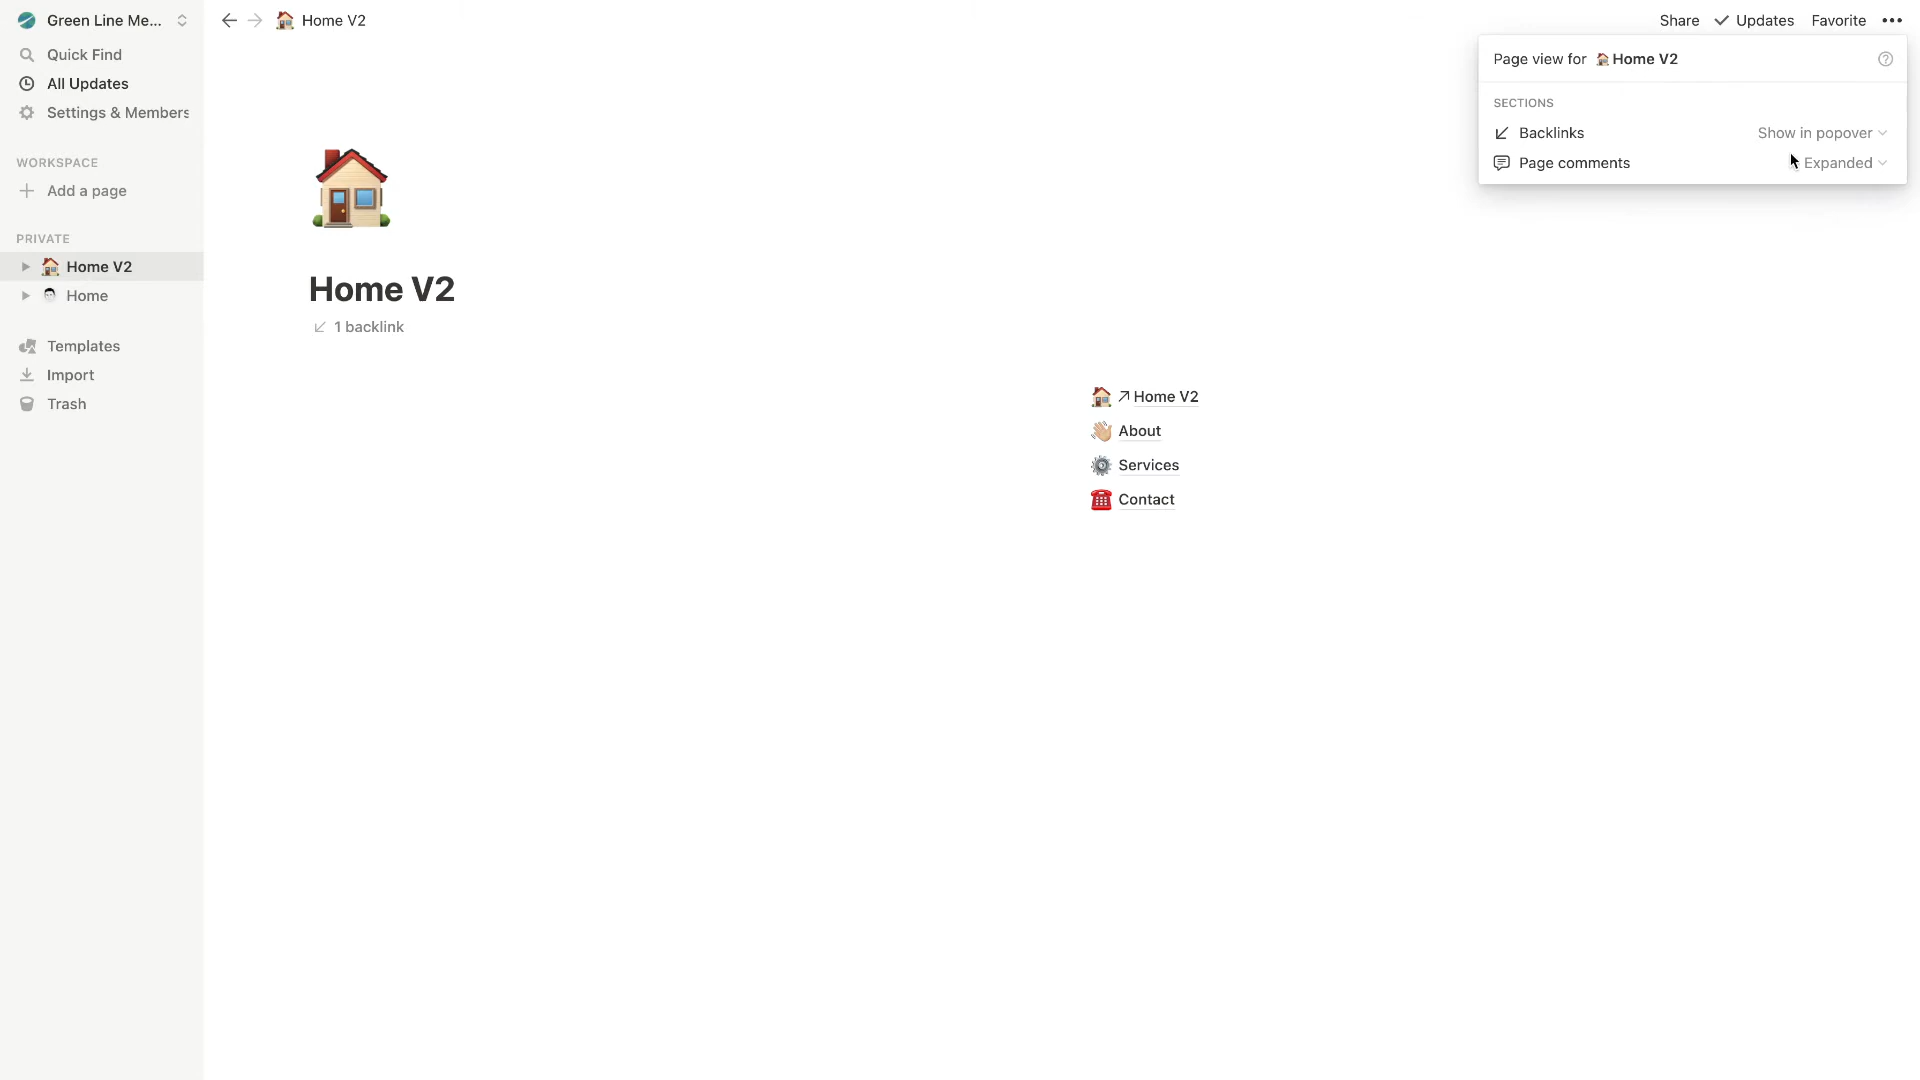 Green Line Me...
Quick Find
All Updates
Settings & Members
WORKSPACE
Add a page
PRIVATE
Home V2
Home
Templates
Import
Trash
Home V2
Share
Updates
Favorite
Page view for Home V2
SECTIONS
Backlinks Show in popover
Page comments Expanded
Home V2
1 backlink
Home V2
About
Services
Contact